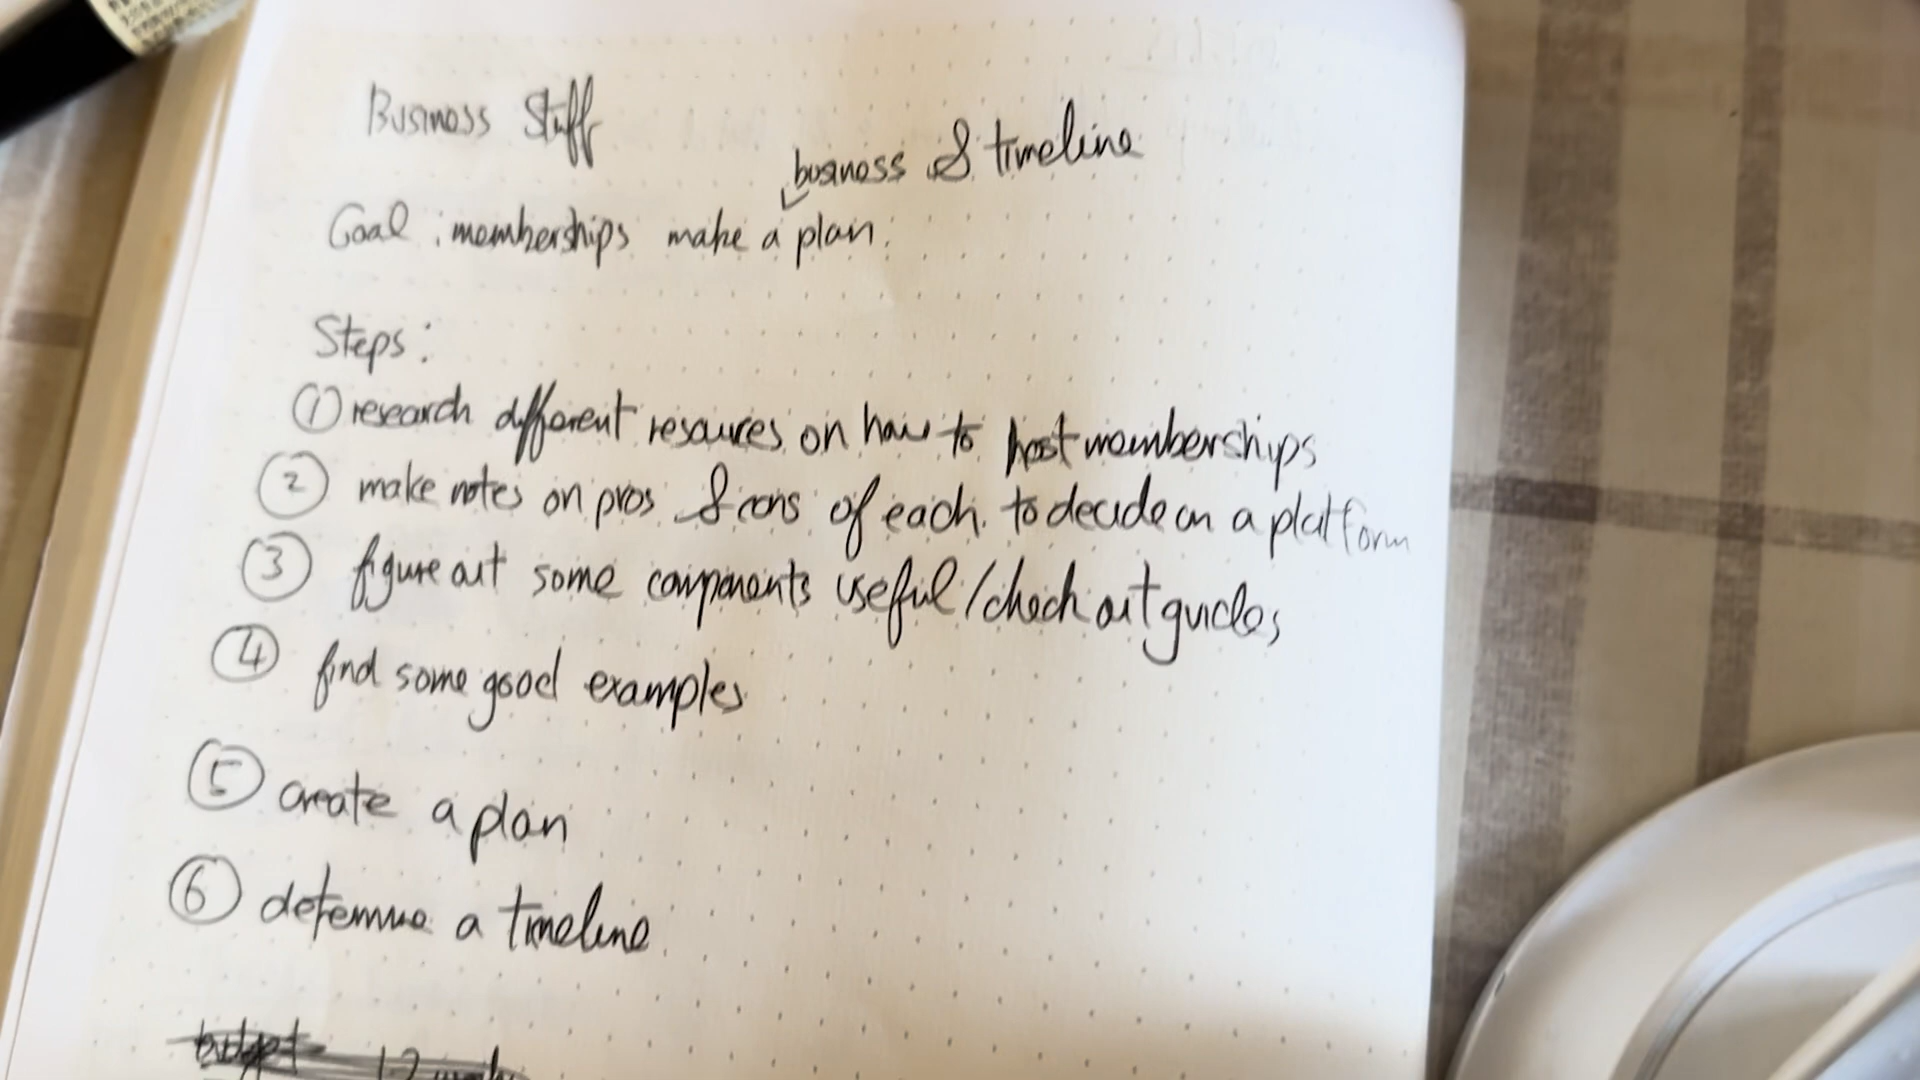 Business Stuff
business & timeline
Goal: memberships make a plan.
Steps:
① research different resources on how to host memberships
② make notes on pros & cons of each. to decide on a platform
③ figure out some components useful/check out guides
④ find some good examples
⑤ create a plan
⑥ determine a timeline